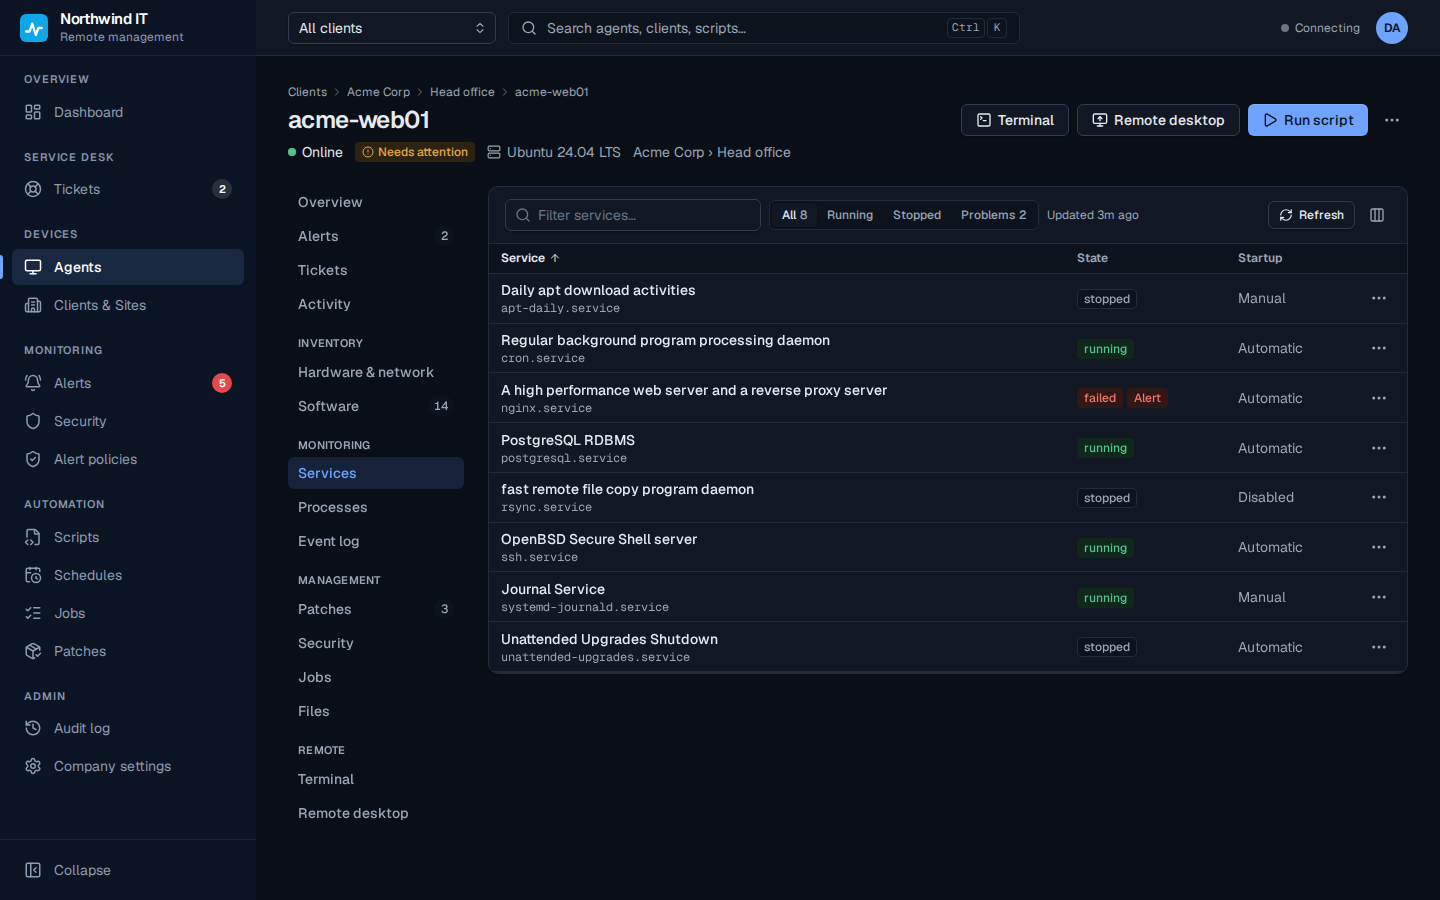 Northwind IT
Remote management
All clients
Search agents, clients, scripts...
Ctrl K
Connecting
DA
OVERVIEW
Dashboard
SERVICE DESK
Tickets 2
DEVICES
Agents
Clients & Sites
MONITORING
Alerts 5
Security
Alert policies
AUTOMATION
Scripts
Schedules
Jobs
Patches
ADMIN
Audit log
Company settings
Collapse
Clients > Acme Corp > Head office > acme-web01
acme-web01
Terminal
Remote desktop
Run script
Online Needs attention Ubuntu 24.04 LTS Acme Corp › Head office
Overview
Alerts 2
Tickets
Activity
INVENTORY
Hardware & network
Software 14
MONITORING
Services
Processes
Event log
MANAGEMENT
Patches 3
Security
Jobs
Files
REMOTE
Terminal
Remote desktop
Filter services...
All 8 Running Stopped Problems 2 Updated 3m ago
Refresh
Service ↑ State Startup
Daily apt download activities
apt-daily.service
stopped Manual
Regular background program processing daemon
cron.service
running Automatic
A high performance web server and a reverse proxy server
nginx.service
failed Alert Automatic
PostgreSQL RDBMS
postgresql.service
running Automatic
fast remote file copy program daemon
rsync.service
stopped Disabled
OpenBSD Secure Shell server
ssh.service
running Automatic
Journal Service
systemd-journald.service
running Manual
Unattended Upgrades Shutdown
unattended-upgrades.service
stopped Automatic